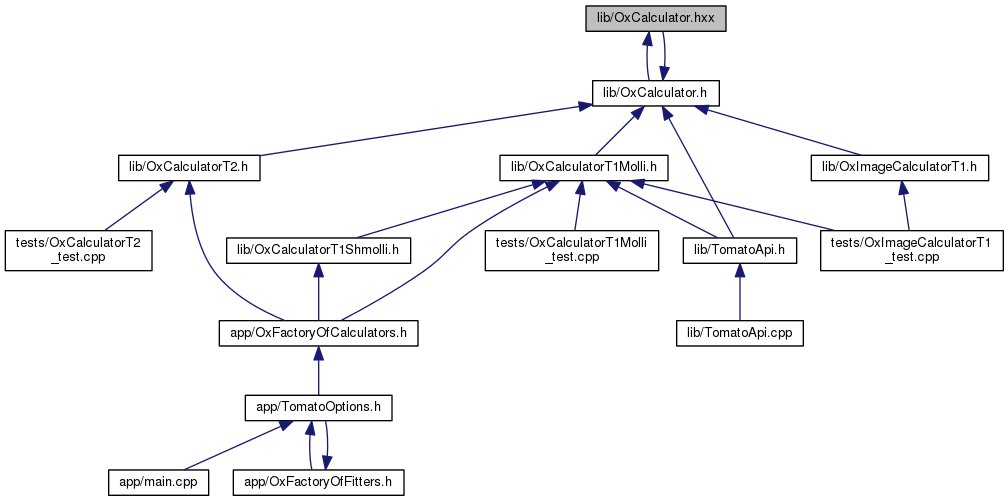 lib/OxCalculator.hxx
lib/OxCalculator.h
lib/OxCalculatorT2.h
lib/OxCalculatorT1Molli.h
lib/OxImageCalculatorT1.h
tests/OxCalculatorT2
_test.cpp
lib/OxCalculatorT1Shmolli.h
tests/OxCalculatorT1Molli
_test.cpp
lib/TomatoApi.h
tests/OxImageCalculatorT1
_test.cpp
app/OxFactoryOfCalculators.h
lib/TomatoApi.cpp
app/TomatoOptions.h
app/main.cpp
app/OxFactoryOfFitters.h